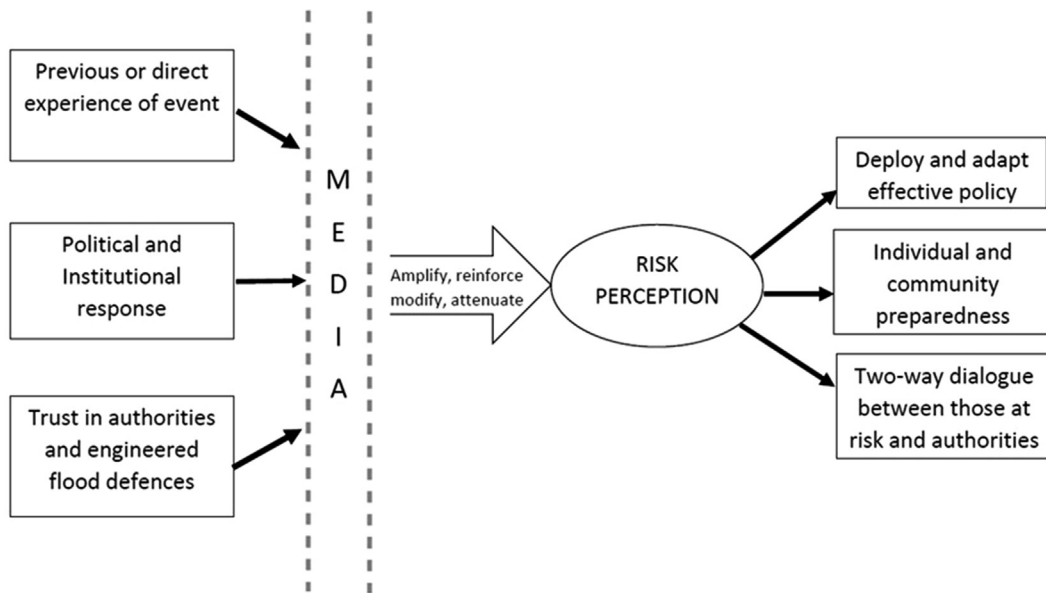 Previous or direct
experience of event
Political and
Institutional
response
Trust in authorities
and engineered
flood defences
M
E
D
I
A
Amplify, reinforce
modify, attenuate
RISK
PERCEPTION
Deploy and adapt
effective policy
Individual and
community
preparedness
Two-way dialogue
between those at
risk and authorities